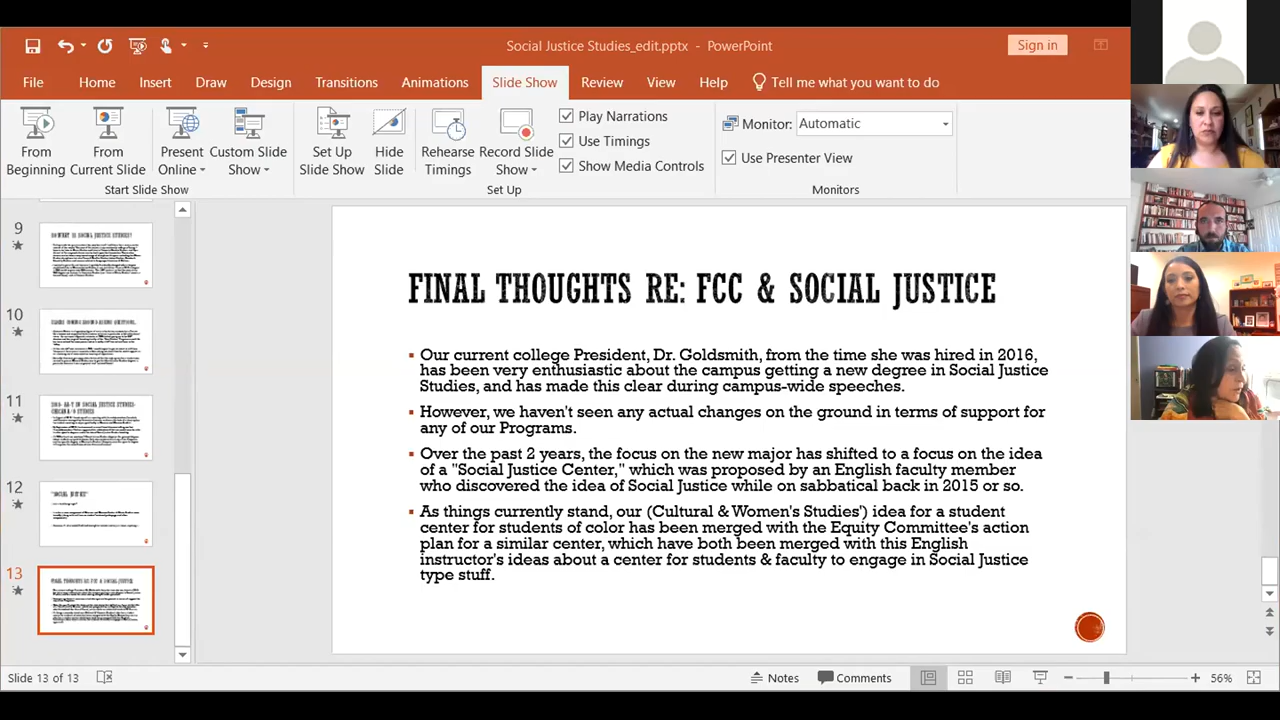 Social Justice Studies_edit.pptx - PowerPoint
Sign in
File Home Insert Draw Design Transitions Animations Slide Show Review View Help Tell me what you want to do
From Beginning
From Current Slide
Present Online
Custom Slide Show
Start Slide Show
Set Up Slide Show
Hide Slide
Rehearse Timings
Record Slide Show
Play Narrations
Use Timings
Show Media Controls
Set Up
Monitor: Automatic
Use Presenter View
Monitors
9
10
11
12
13
FINAL THOUGHTS RE: FCC & SOCIAL JUSTICE
Our current college President, Dr. Goldsmith, from the time she was hired in 2016,
has been very enthusiastic about the campus getting a new degree in Social Justice
Studies, and has made this clear during campus-wide speeches.
However, we haven't seen any actual changes on the ground in terms of support for
any of our Programs.
Over the past 2 years, the focus on the new major has shifted to a focus on the idea
of a "Social Justice Center," which was proposed by an English faculty member
who discovered the idea of Social Justice while on sabbatical back in 2015 or so.
As things currently stand, our (Cultural & Women's Studies') idea for a student
center for students of color has been merged with the Equity Committee's action
plan for a similar center, which have both been merged with this English
instructor's ideas about a center for students & faculty to engage in Social Justice
type stuff.
Slide 13 of 13
Notes
Comments
56%